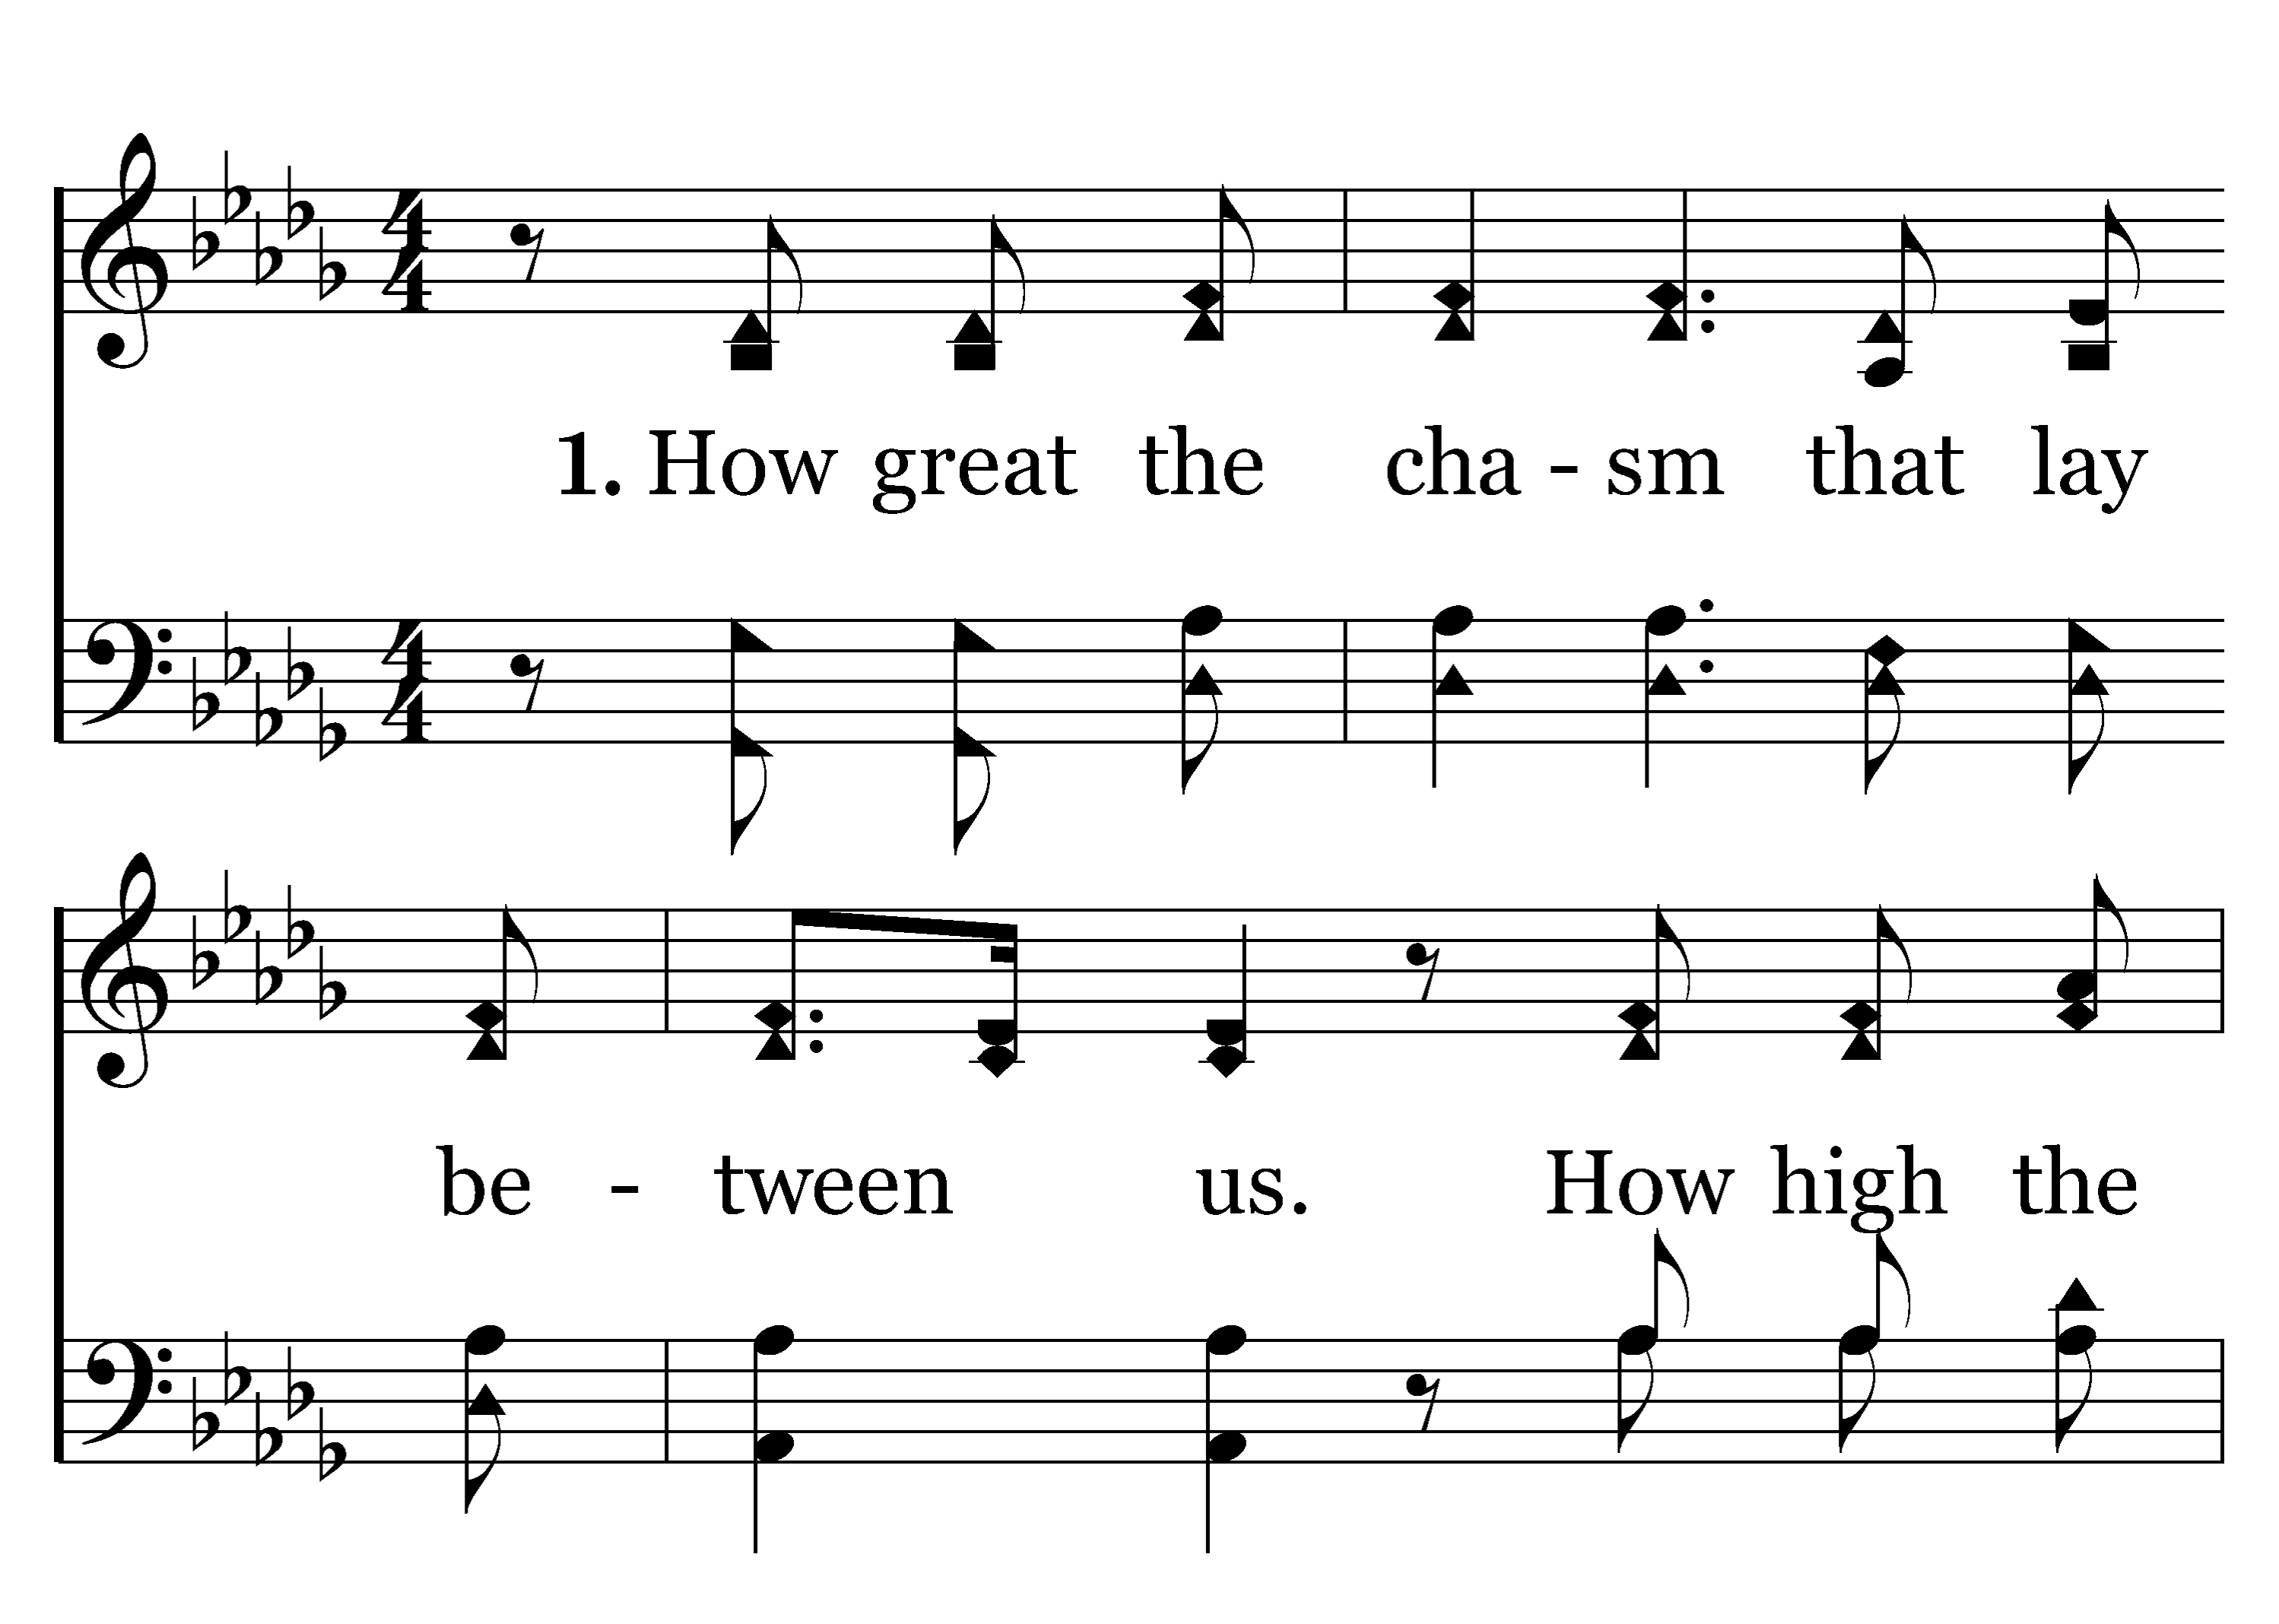 1. How great the cha - sm that lay
be - tween us. How high the